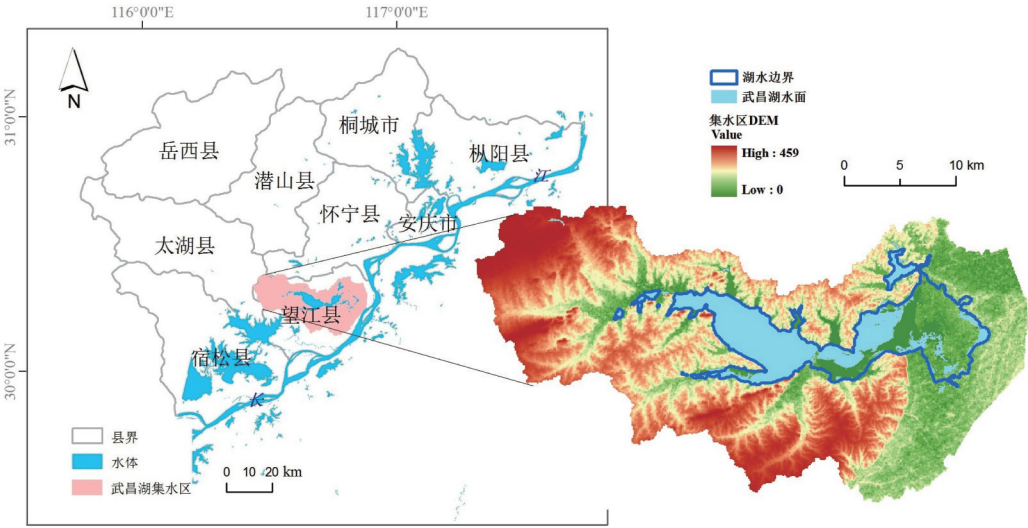 116°0'0"E
117°0'0"E
31°0'0"N
30°0'0"N
N
岳西县
潜山县
桐城市
枞阳县
怀宁县
安庆市
太湖县
望江县
宿松县
江
长
县界
水体
武昌湖集水区
0 10 20 km
湖水边界
武昌湖水面
集水区DEM
Value
High : 459
Low : 0
0 5 10 km